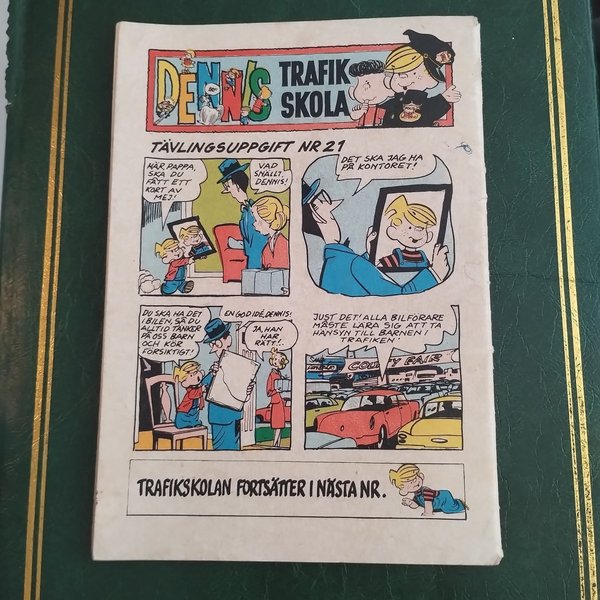 DENNIS
TRAFIK
SKOLA
TÄVLINGSUPPGIFT NR 21
HÄR PAPPA,
SKA DU
FÅTT ETT
KORT AV
MEJ!
VAD
SNÄLLT,
DENNIS!
DET SKA JAG HA
PÅ KONTORET!
DU SKA HA DET
I BILEN, SÅ DU
ALLTID TÄNKER
PÅ OSS BARN
OCH KÖR
FÖRSIKTIGT!
EN GOD IDÉ, DENNIS!
JA, HAN
HAR
RÄTT!
JUST DET! ALLA BILFÖRARE
MÅSTE LÄRA SIG ATT TA
HÄNSYN TILL BARNEN I
TRAFIKEN!
COUNTY FAIR
TRAFIKSKOLAN FORTSÄTTER I NÄSTA NR.